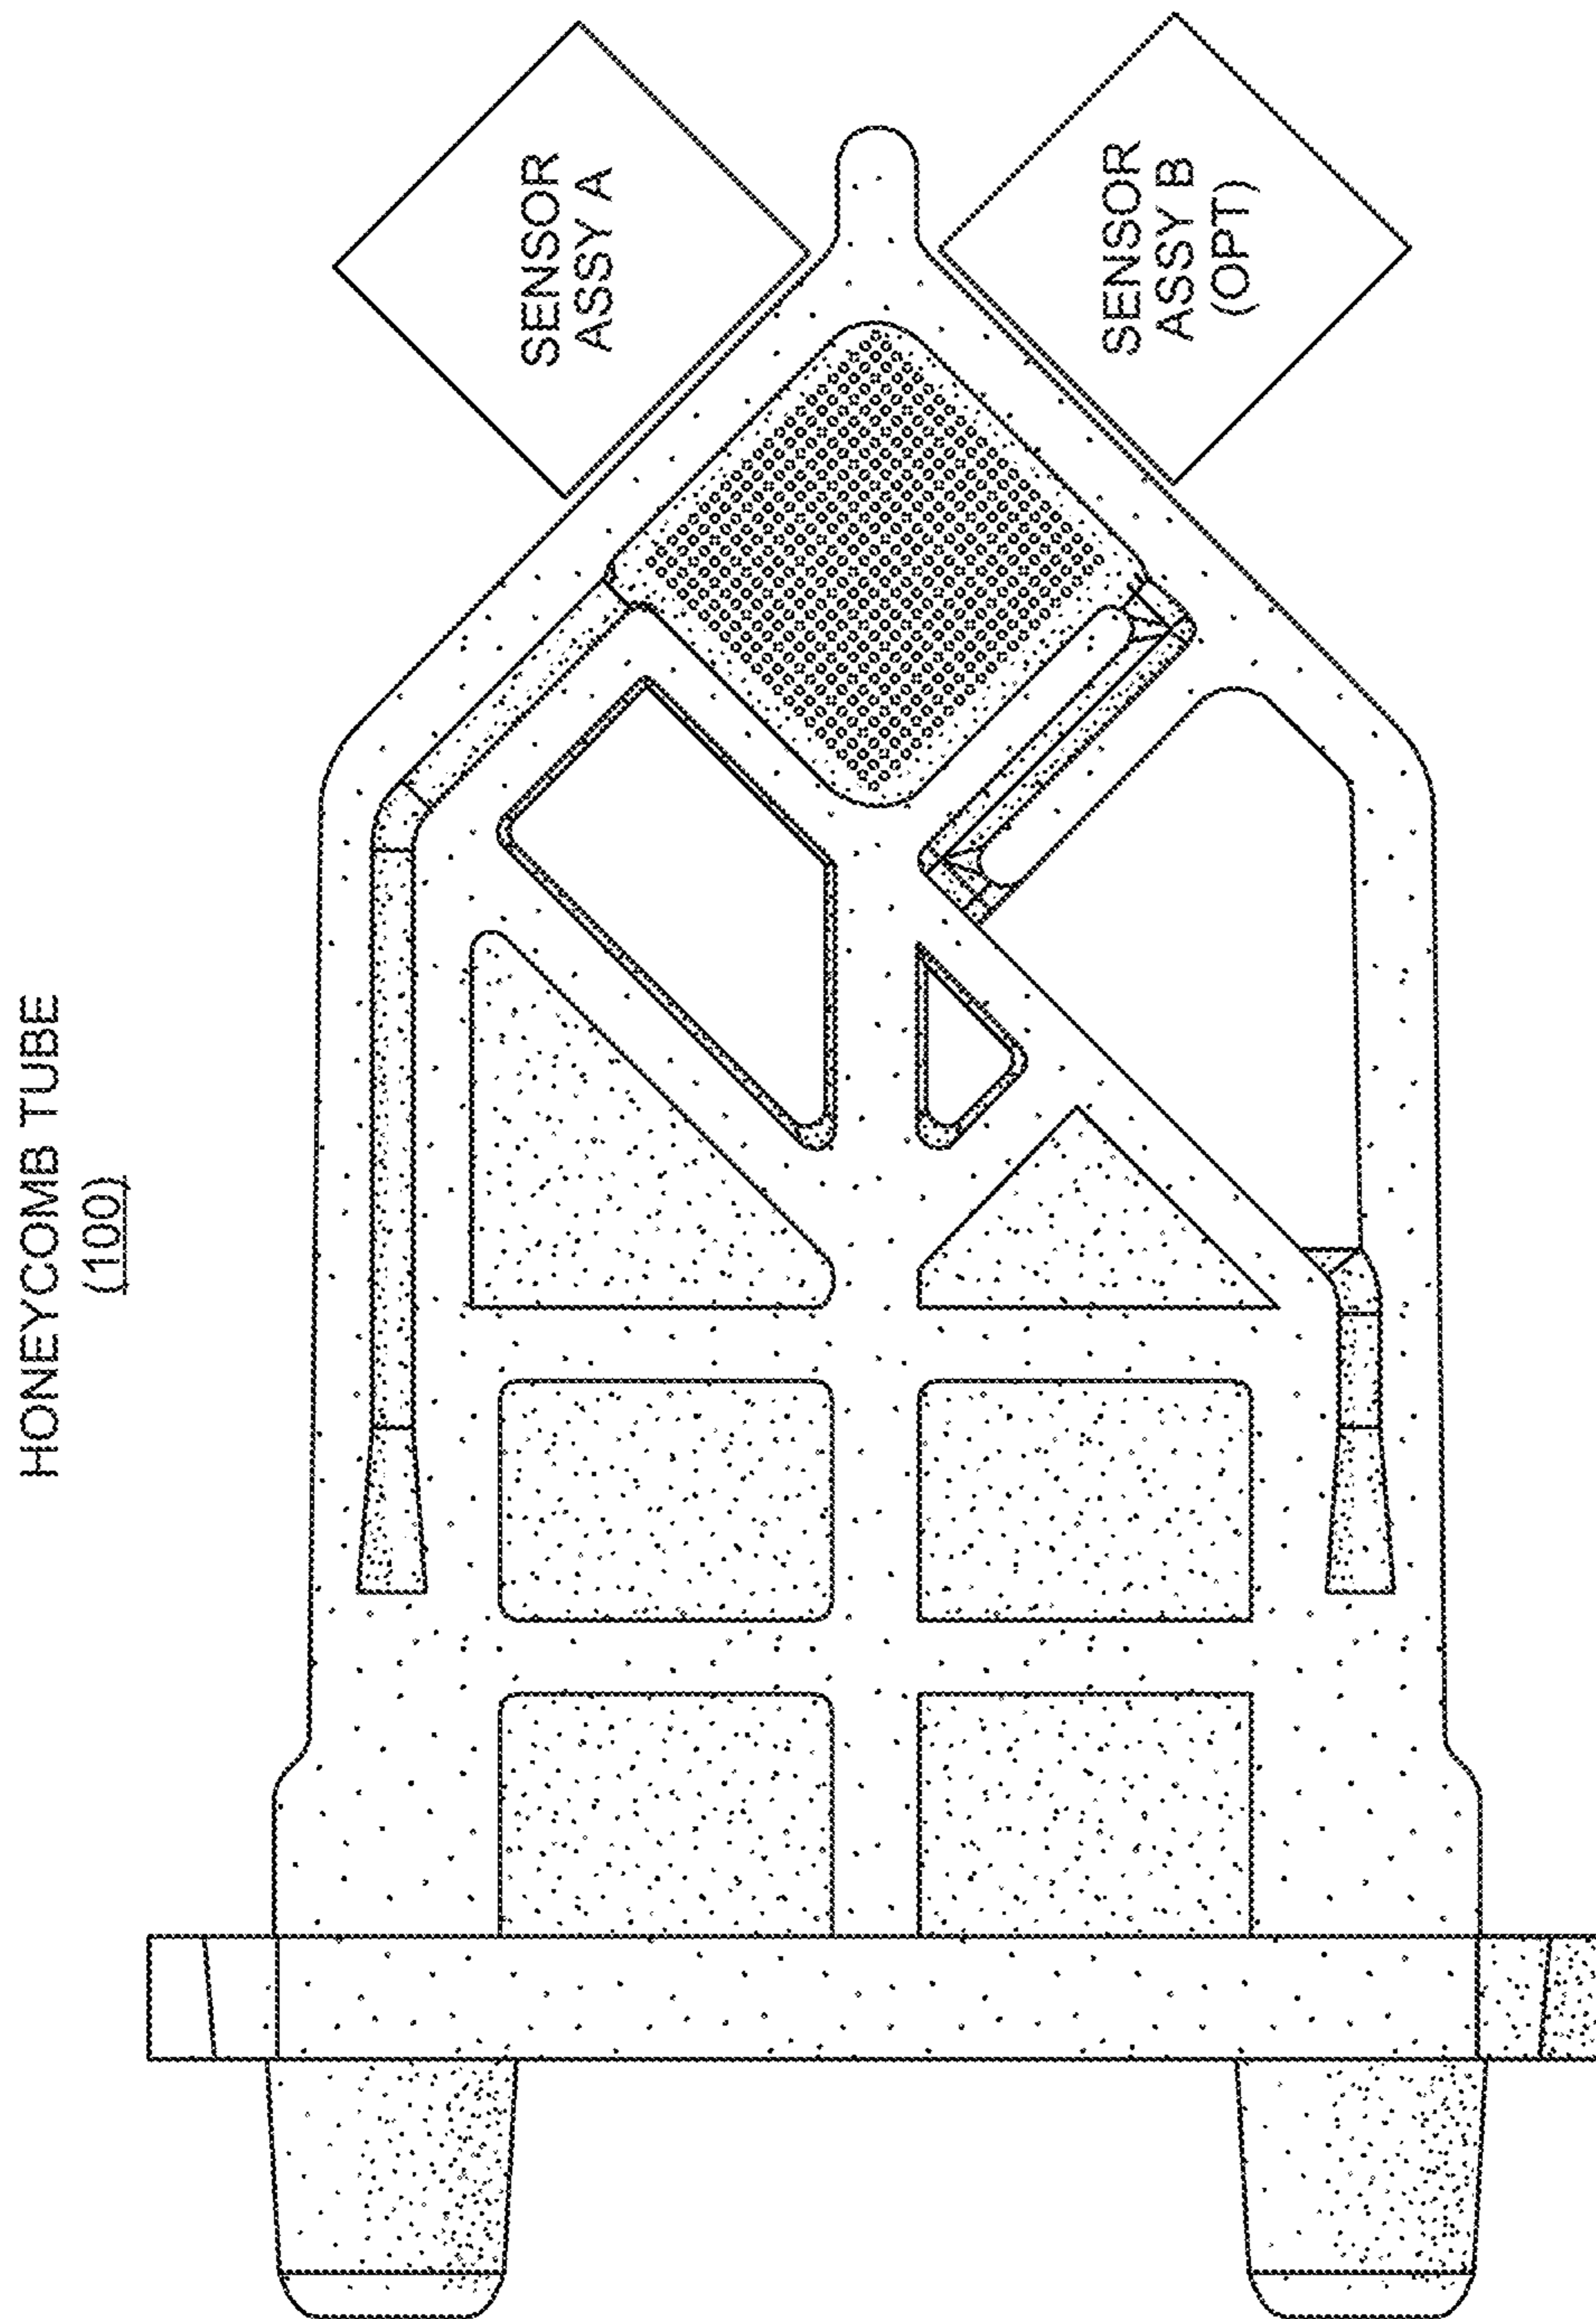 HONEYCOMB TUBE
(100)
SENSOR
ASSY A
SENSOR
ASSY B
(OPT)